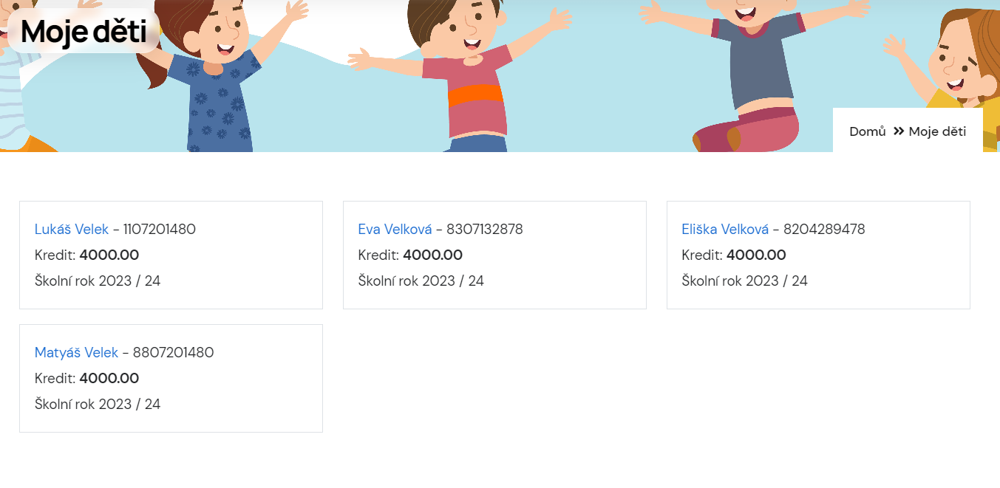 Moje děti
Domů » Moje děti
Lukáš Velek - 1107201480
Kredit: 4000.00
Školní rok 2023 / 24
Eva Velková - 8307132878
Kredit: 4000.00
Školní rok 2023 / 24
Eliška Velková - 8204289478
Kredit: 4000.00
Školní rok 2023 / 24
Matyáš Velek - 8807201480
Kredit: 4000.00
Školní rok 2023 / 24